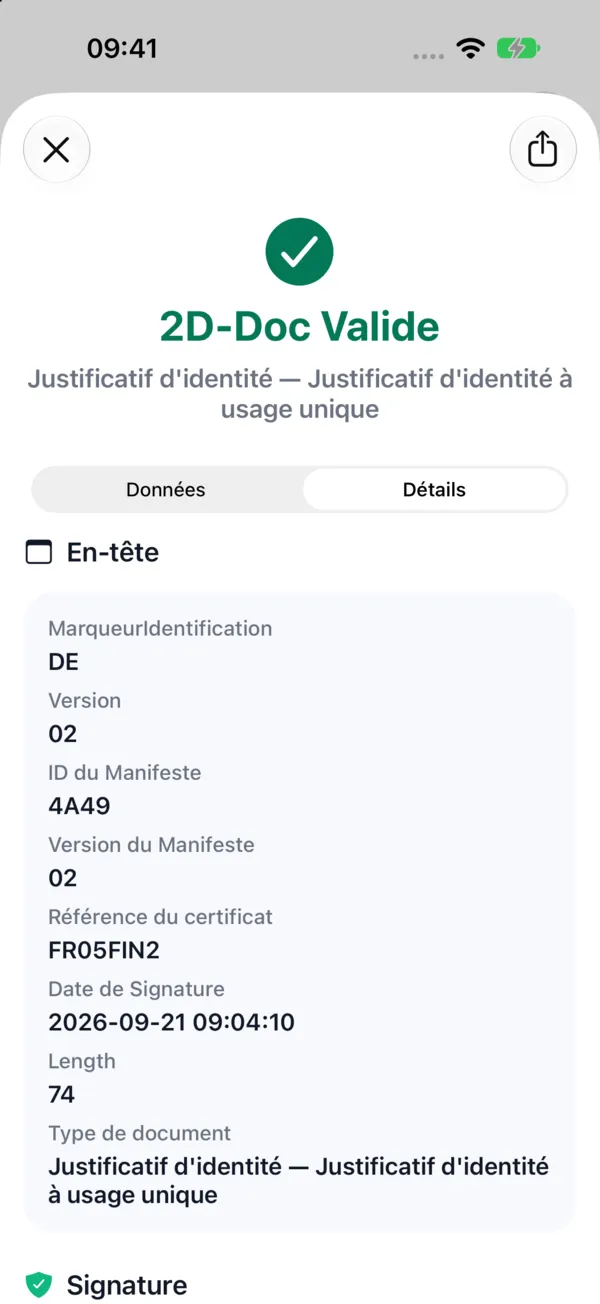 09:41
2D-Doc Valide
Justificatif d'identité — Justificatif d'identité à
usage unique
Données
Détails
En-tête
MarqueurIdentification
DE
Version
02
ID du Manifeste
4A49
Version du Manifeste
02
Référence du certificat
FR05FIN2
Date de Signature
2026-09-21 09:04:10
Length
74
Type de document
Justificatif d'identité — Justificatif d'identité
à usage unique
Signature